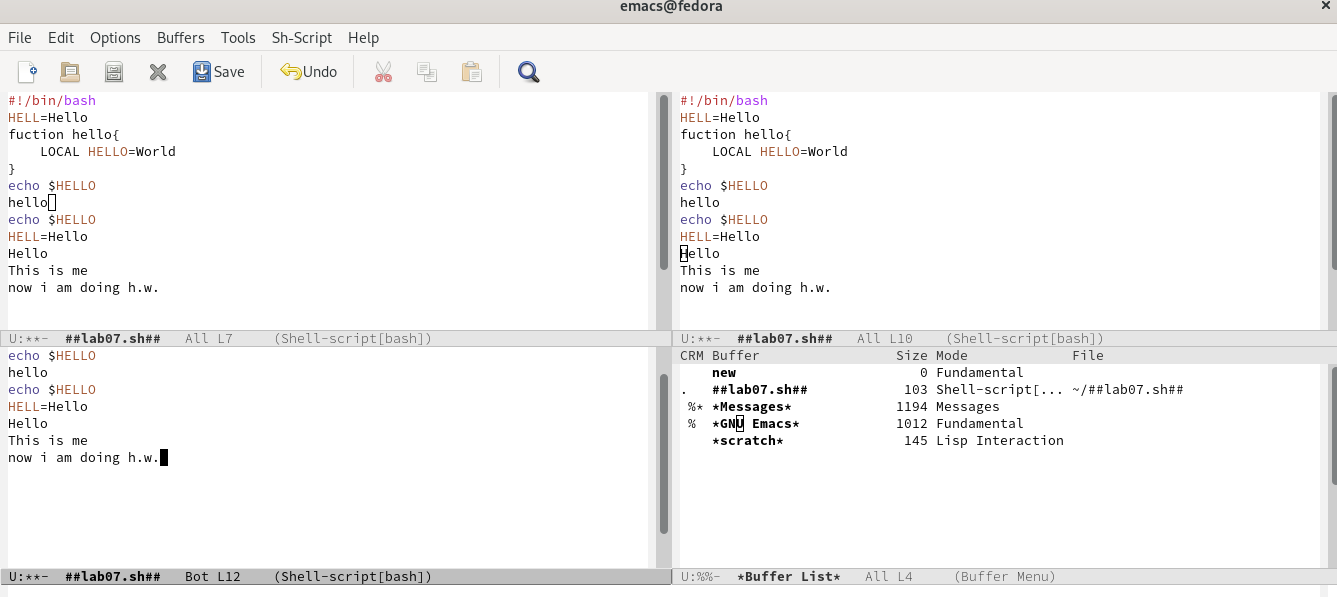 emacs@fedora ×
File Edit Options Buffers Tools Sh-Script Help
Save Undo
#!/bin/bash
HELL=Hello
fuction hello{
    LOCAL HELLO=World
}
echo $HELLO
hello
echo $HELLO
HELL=Hello
Hello
This is me
now i am doing h.w.
U:**-  ##lab07.sh##   All L7     (Shell-script[bash])
#!/bin/bash
HELL=Hello
fuction hello{
    LOCAL HELLO=World
}
echo $HELLO
hello
echo $HELLO
HELL=Hello
Hello
This is me
now i am doing h.w.
U:**-  ##lab07.sh##   All L10    (Shell-script[bash])
echo $HELLO
hello
echo $HELLO
HELL=Hello
Hello
This is me
now i am doing h.w.
U:**-  ##lab07.sh##   Bot L12    (Shell-script[bash])
CRM Buffer                 Size Mode             File
    new                       0 Fundamental
.   ##lab07.sh##            103 Shell-script[... ~/##lab07.sh##
 %* *Messages*             1194 Messages
 %  *GNU Emacs*            1012 Fundamental
    *scratch*               145 Lisp Interaction
U:%%-  *Buffer List*   All L4     (Buffer Menu)